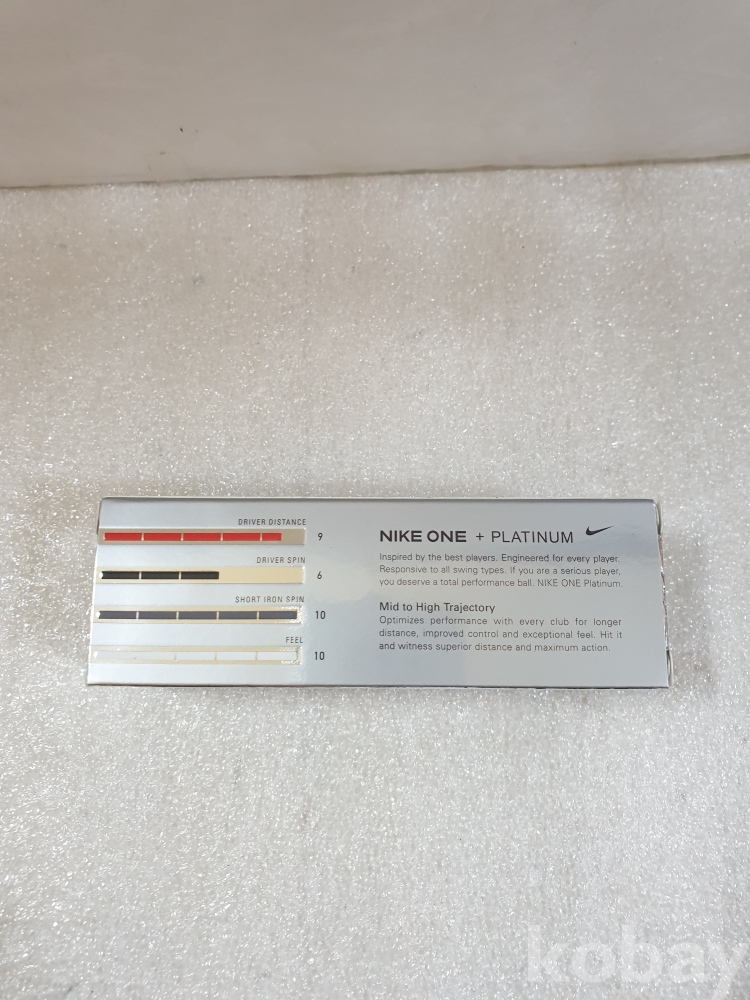 DRIVER DISTANCE
9
DRIVER SPIN
6
SHORT IRON SPIN
10
FEEL
10
NIKE ONE + PLATINUM
Inspired by the best players. Engineered for every player.
Responsive to all swing types. If you are a serious player,
you deserve a total performance ball. NIKE ONE Platinum.
Mid to High Trajectory
Optimizes performance with every club for longer
distance, improved control and exceptional feel. Hit it
and witness superior distance and maximum action.
kobay